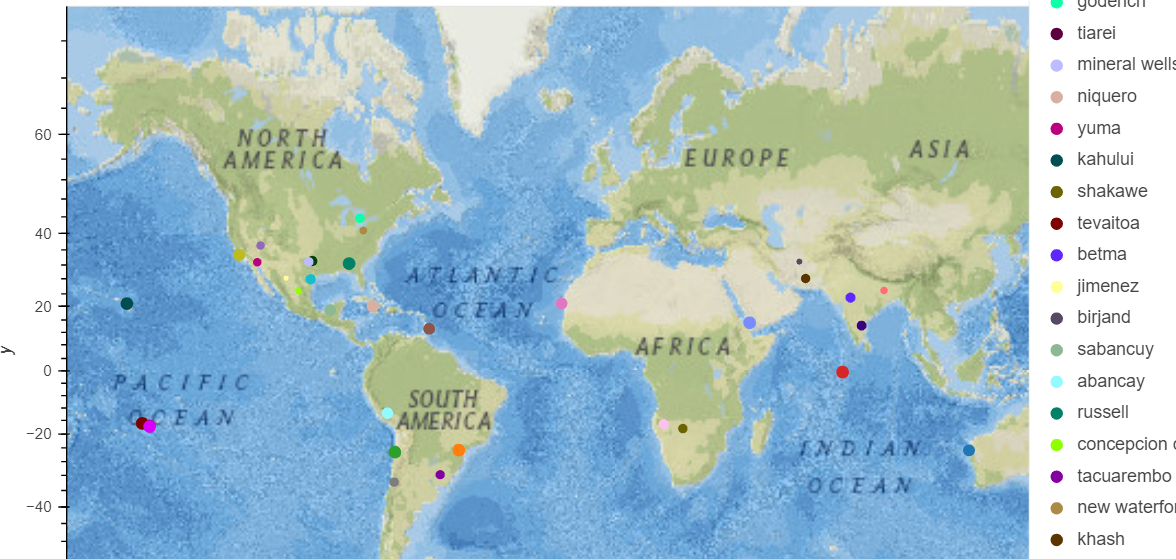 60
40
20
0
−20
−40
y
NORTH
AMERICA
EUROPE
ASIA
ATLANTIC
OCEAN
AFRICA
PACIFIC
OCEAN
SOUTH
AMERICA
INDIAN
OCEAN
goderich
tiarei
mineral wells
niquero
yuma
kahului
shakawe
tevaitoa
betma
jimenez
birjand
sabancuy
abancay
russell
concepcion
tacuarembo
new waterfor
khash